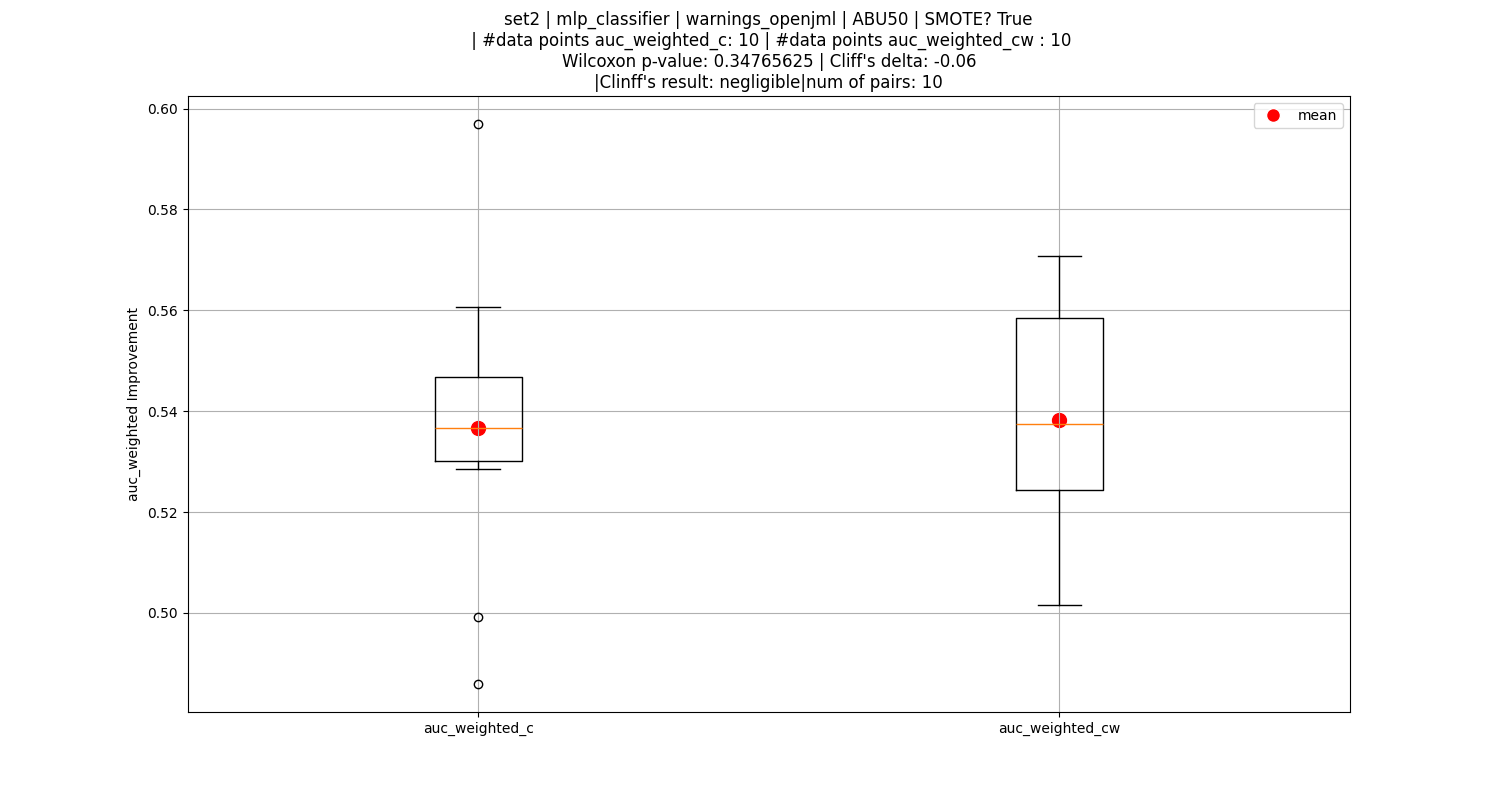 set2 | mlp_classifier | warnings_openjml | ABU50 | SMOTE? True
| #data points auc_weighted_c: 10 | #data points auc_weighted_cw : 10
Wilcoxon p-value: 0.34765625 | Cliff's delta: -0.06
|Clinff's result: negligible|num of pairs: 10
mean
0.60
0.58
0.56
0.54
0.52
0.50
auc_weighted Improvement
auc_weighted_c
auc_weighted_cw